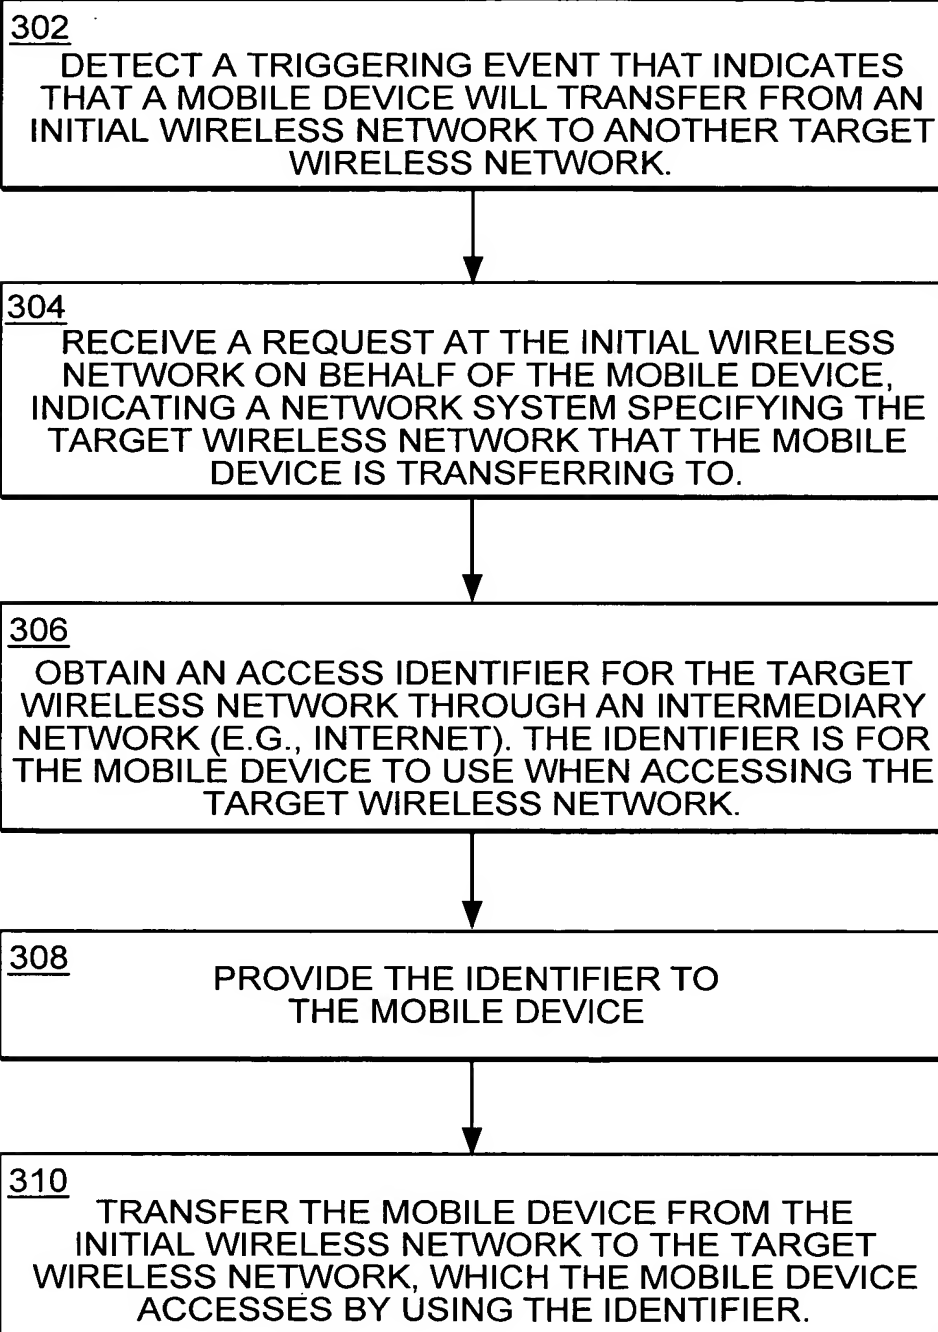 302
DETECT A TRIGGERING EVENT THAT INDICATES
THAT A MOBILE DEVICE WILL TRANSFER FROM AN
INITIAL WIRELESS NETWORK TO ANOTHER TARGET
WIRELESS NETWORK.
304
RECEIVE A REQUEST AT THE INITIAL WIRELESS
NETWORK ON BEHALF OF THE MOBILE DEVICE,
INDICATING A NETWORK SYSTEM SPECIFYING THE
TARGET WIRELESS NETWORK THAT THE MOBILE
DEVICE IS TRANSFERRING TO.
306
OBTAIN AN ACCESS IDENTIFIER FOR THE TARGET
WIRELESS NETWORK THROUGH AN INTERMEDIARY
NETWORK (E.G., INTERNET). THE IDENTIFIER IS FOR
THE MOBILE DEVICE TO USE WHEN ACCESSING THE
TARGET WIRELESS NETWORK.
308
PROVIDE THE IDENTIFIER TO
THE MOBILE DEVICE
310
TRANSFER THE MOBILE DEVICE FROM THE
INITIAL WIRELESS NETWORK TO THE TARGET
WIRELESS NETWORK, WHICH THE MOBILE DEVICE
ACCESSES BY USING THE IDENTIFIER.